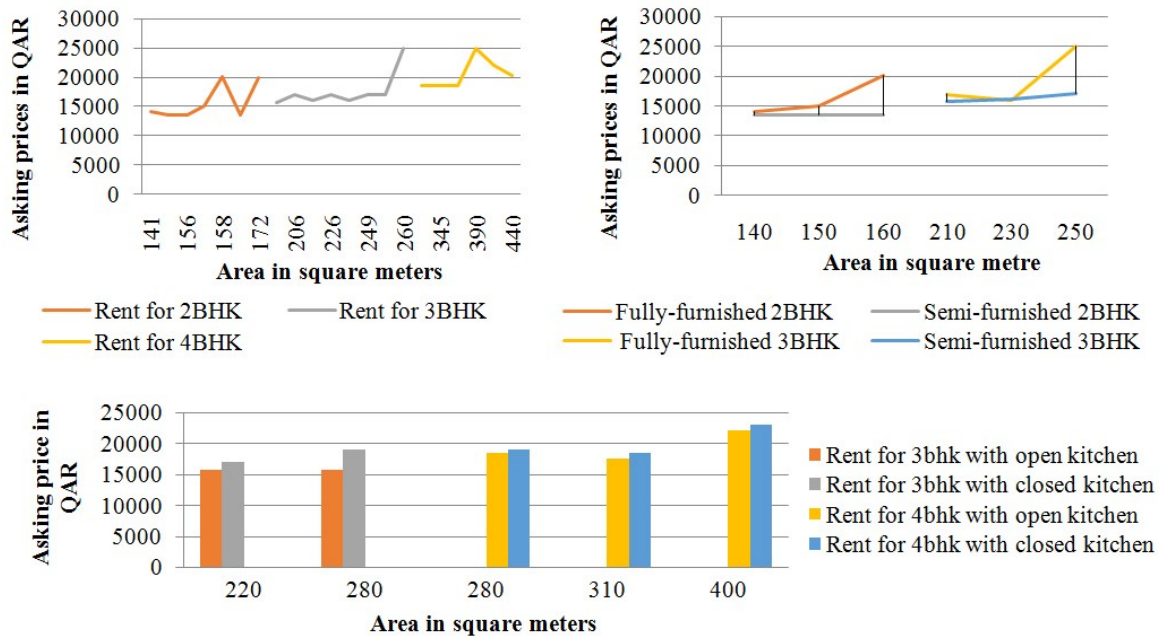 Asking prices in QAR
30000
25000
20000
15000
10000
5000
0
141
156
158
172
206
226
249
260
345
390
440
Area in square meters
Rent for 2BHK
Rent for 3BHK
Rent for 4BHK
Asking prices in QAR
30000
25000
20000
15000
10000
5000
0
140 150 160 210 230 250
Area in square metre
Fully-furnished 2BHK
Semi-furnished 2BHK
Fully-furnished 3BHK
Semi-furnished 3BHK
Asking price in
QAR
25000
20000
15000
10000
5000
0
220 280 280 310 400
Area in square meters
Rent for 3bhk with open kitchen
Rent for 3bhk with closed kitchen
Rent for 4bhk with open kitchen
Rent for 4bhk with closed kitchen